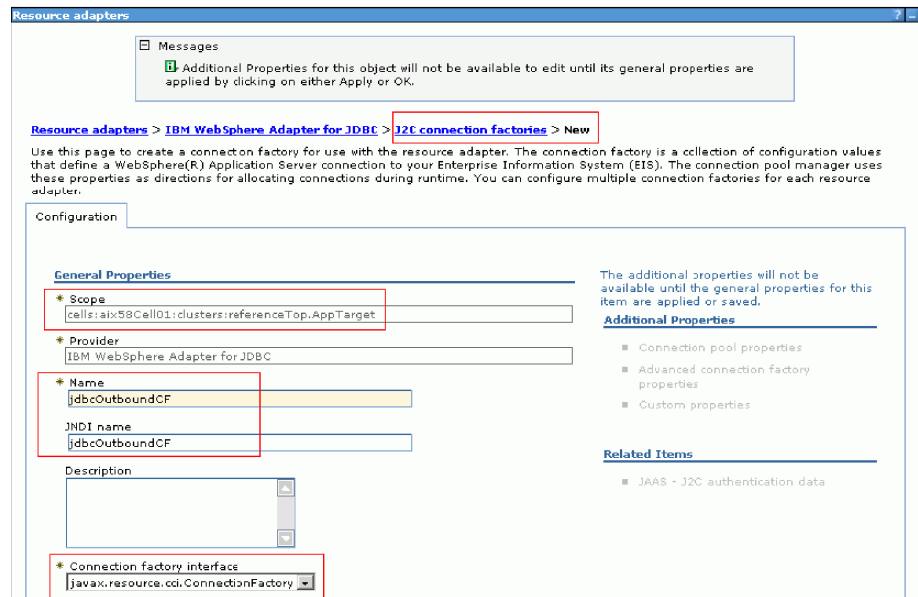 Resource adapters
? –
Messages
Additional Properties for this object will not be available to edit until its general properties are
applied by clicking on either Apply or OK.
Resource adapters > IBM WebSphere Adapter for JDBC > J2C connection factories > New
Use this page to create a connection factory for use with the resource adapter. The connection factory is a collection of configuration values
that define a WebSphere(R) Application Server connection to your Enterprise Information System (EIS). The connection pool manager uses
these properties as directions for allocating connections during runtime. You can configure multiple connection factories for each resource
adapter.
Configuration
General Properties
* Scope
cells:aix58Cell01:clusters:referenceTop.AppTarget
* Provider
IBM WebSphere Adapter for JDBC
* Name
jdbcOutboundCF
JNDI name
jdbcOutboundCF
Description
* Connection factory interface
javax.resource.cci.ConnectionFactory
The additional properties will not be
available until the general properties for this
item are applied or saved.
Additional Properties
Connection pool properties
Advanced connection factory
properties
Custom properties
Related Items
JAAS - J2C authentication data